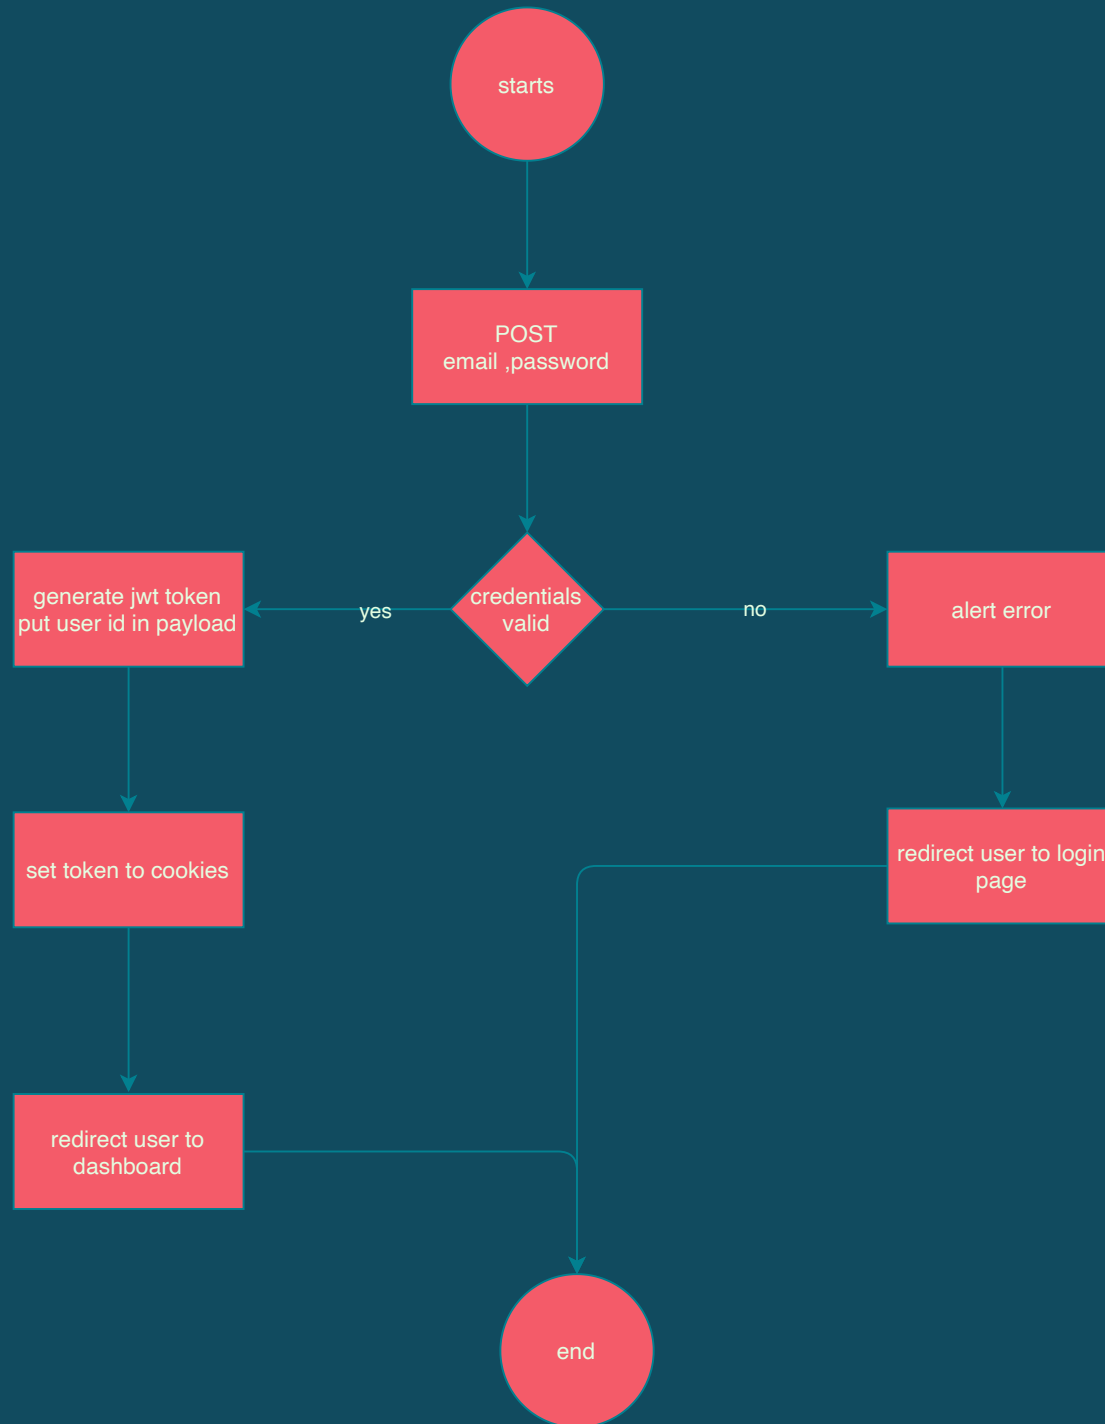 starts
POST
email ,password
generate jwt token
put user id in payload
yes
credentials
valid
no
alert error
set token to cookies
redirect user to login
page
redirect user to
dashboard
end